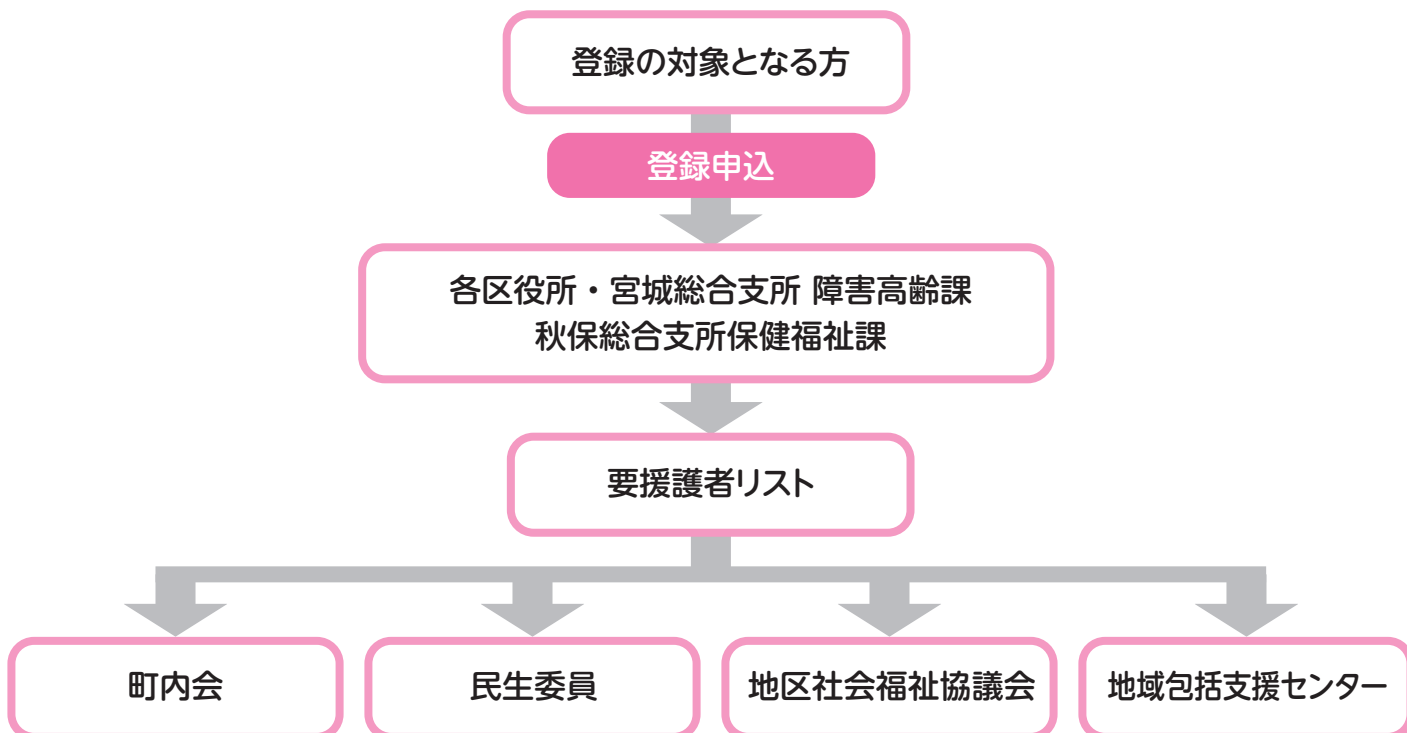 登録の対象となる方
登録申込
各区役所・宮城総合支所 障害高齢課
秋保総合支所保健福祉課
要援護者リスト
町内会
民生委員
地区社会福祉協議会
地域包括支援センター